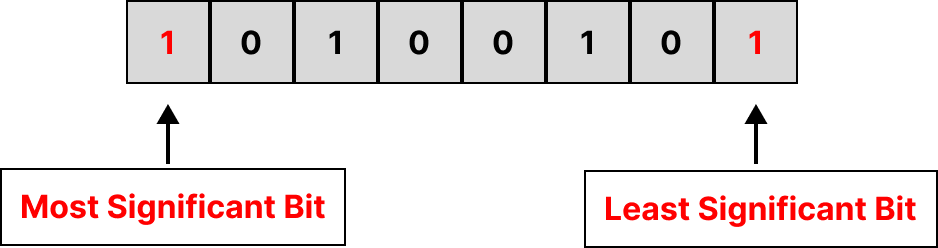 1 0 1 0 0 1 0 1
Most Significant Bit
Least Significant Bit